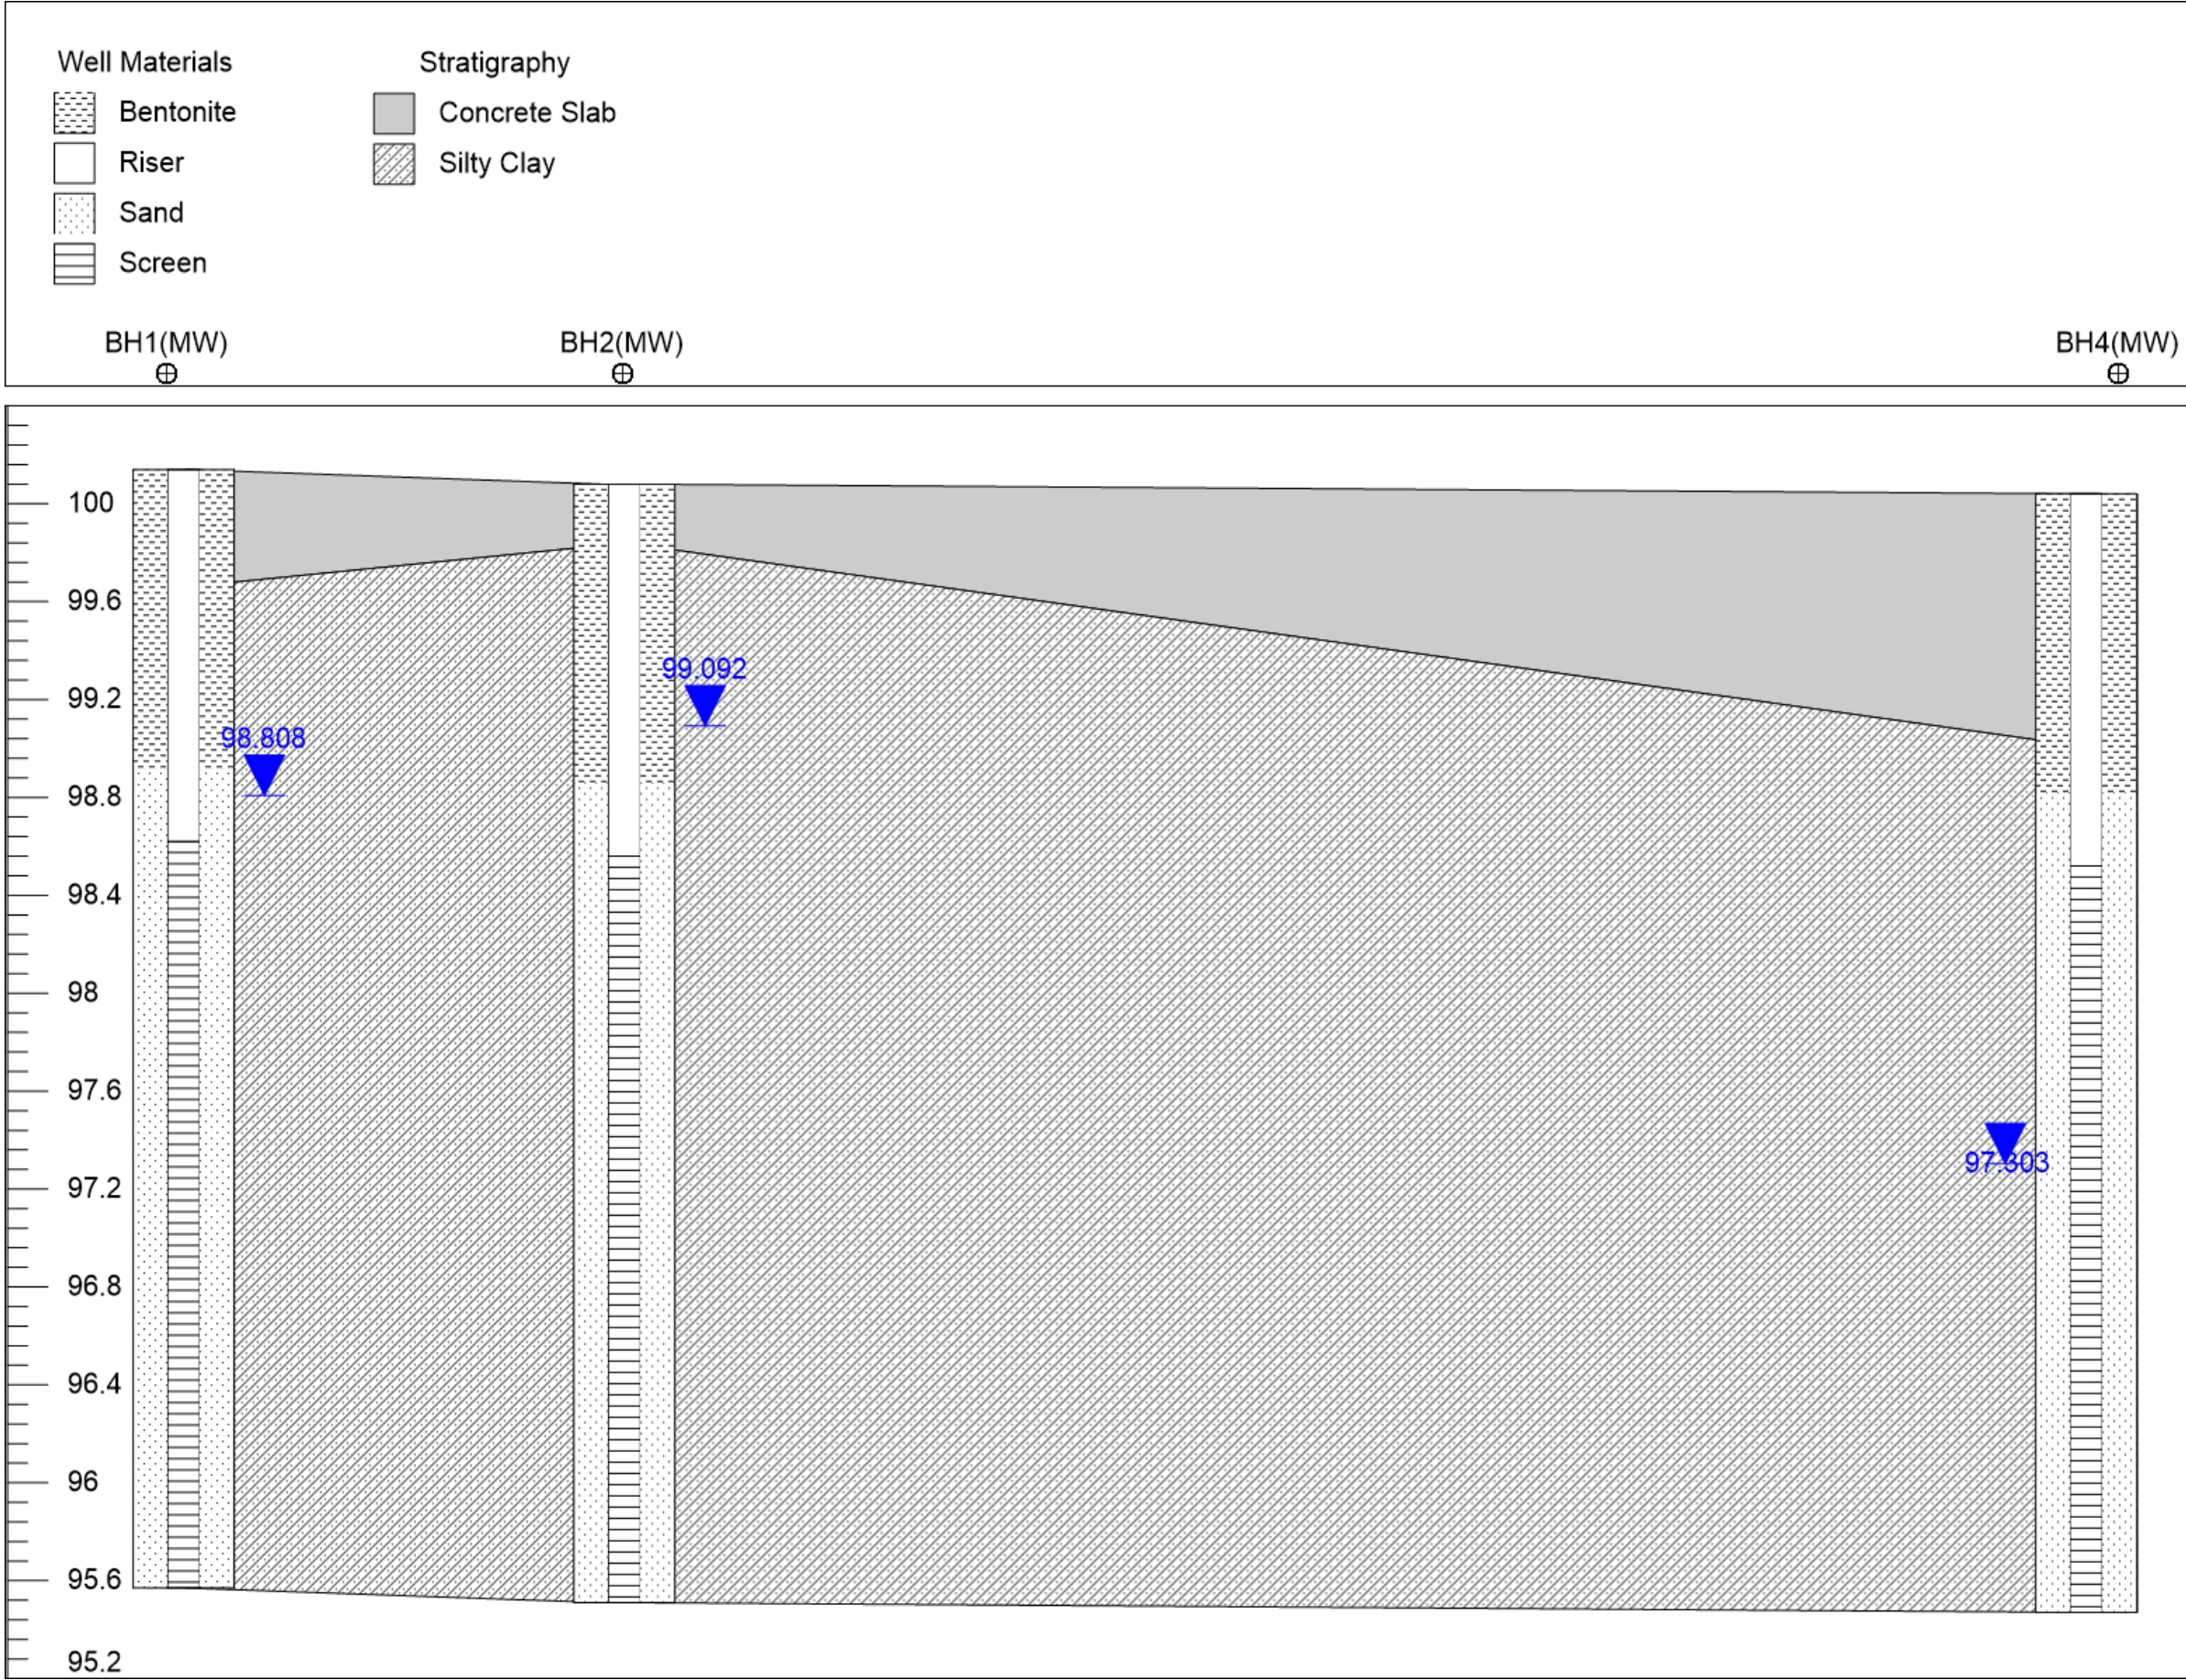 Well Materials
Bentonite
Riser
Sand
Screen
Stratigraphy
Concrete Slab
Silty Clay
BH1(MW)
BH2(MW)
BH4(MW)
100
99.6
99.2
98.8
98.4
98
97.6
97.2
96.8
96.4
96
95.6
95.2
98.808
99.092
97.303